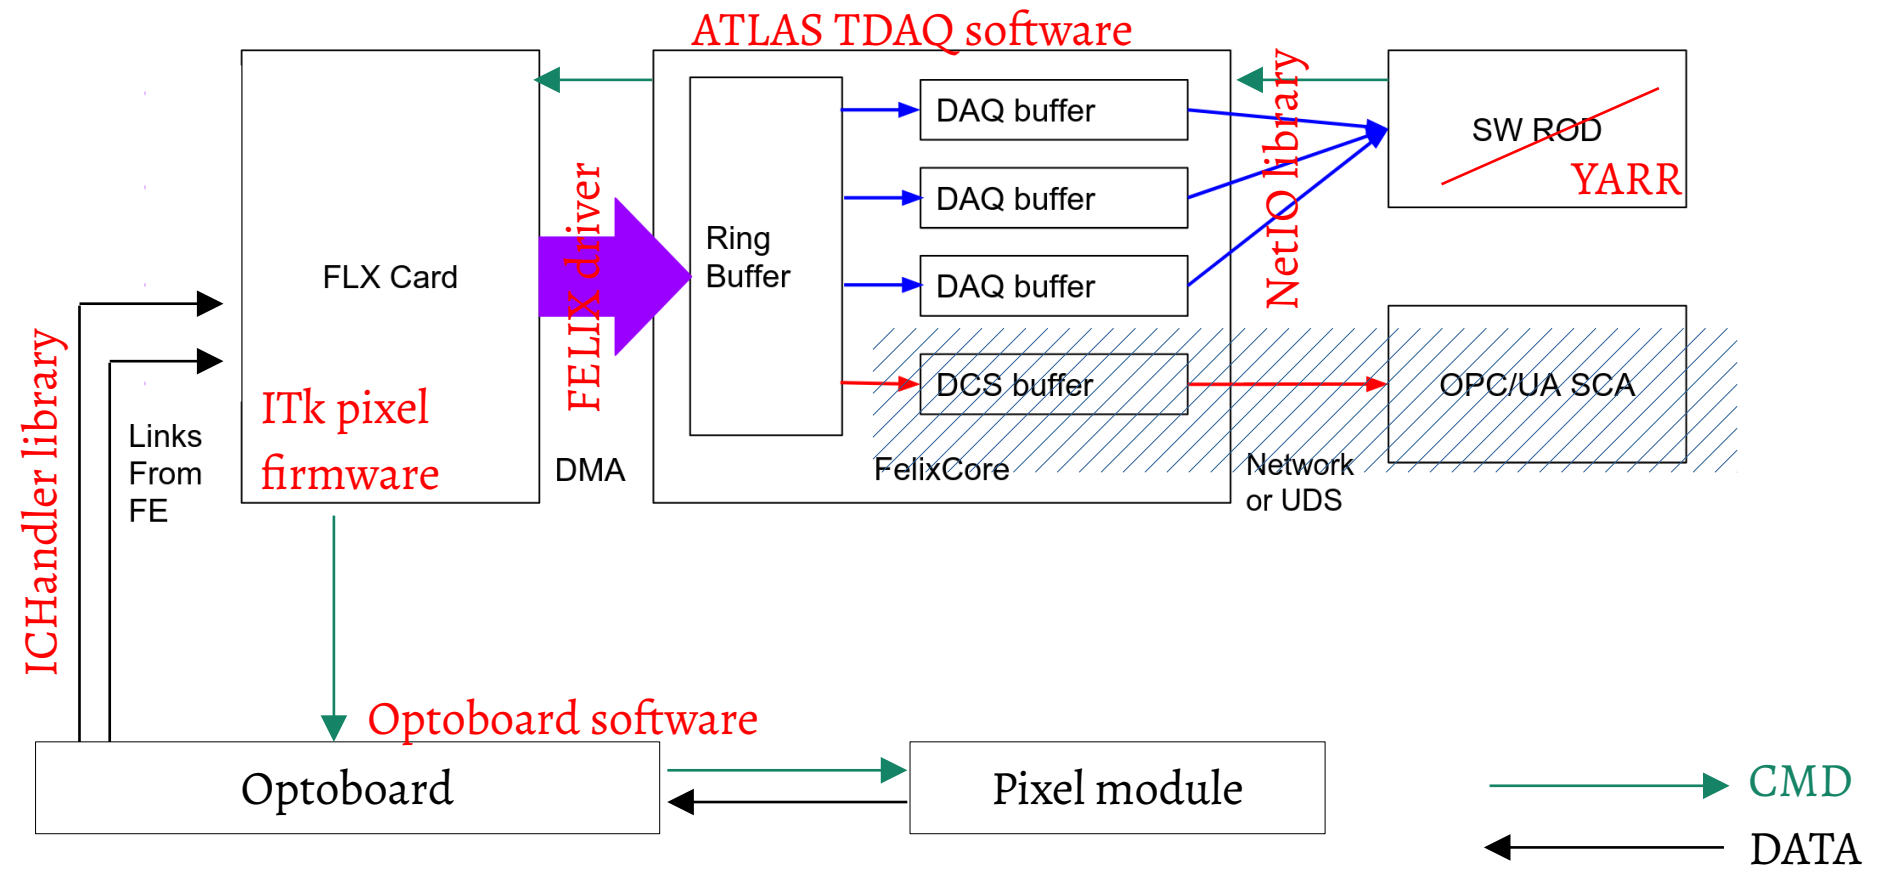 ATLAS TDAQ software
FLX Card
ITk pixel
firmware
FELIX driver
DMA
Ring
Buffer
DAQ buffer
DAQ buffer
DAQ buffer
DCS buffer
FelixCore
NetIO library
Network
or UDS
SW ROD
YARR
OPC/UA SCA
ICHandler library
Links
From
FE
Optoboard software
Optoboard
Pixel module
CMD
DATA